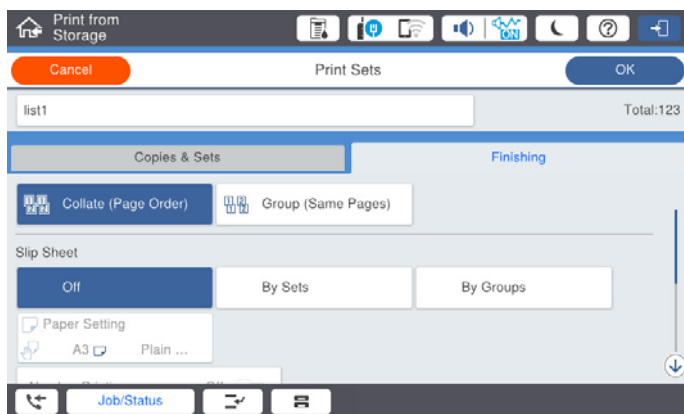 Print from
Storage
ON
Cancel
Print Sets
OK
list1
Total:123
Copies & Sets
Finishing
Collate (Page Order)
Group (Same Pages)
Slip Sheet
Off
By Sets
By Groups
Paper Setting
A3
Plain ...
Job/Status